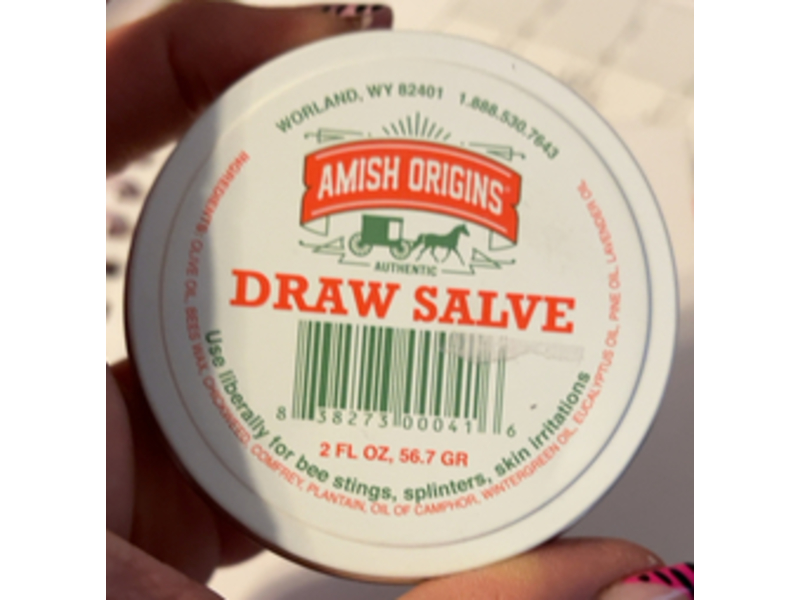 WORLAND, WY 82401 1.888.530.7643
AMISH ORIGINS
AUTHENTIC
DRAW SALVE
8 38273 00041 6
2 FL OZ, 56.7 GR
Use liberally for bee stings, splinters, skin irritations
INGREDIENTS: OLIVE OIL, BEES WAX, CHICKWEED, COMFREY, PLANTAIN, OIL OF CAMPHOR, WINTERGREEN OIL, EUCALYPTUS OIL, PINE OIL, LAVENDER OIL